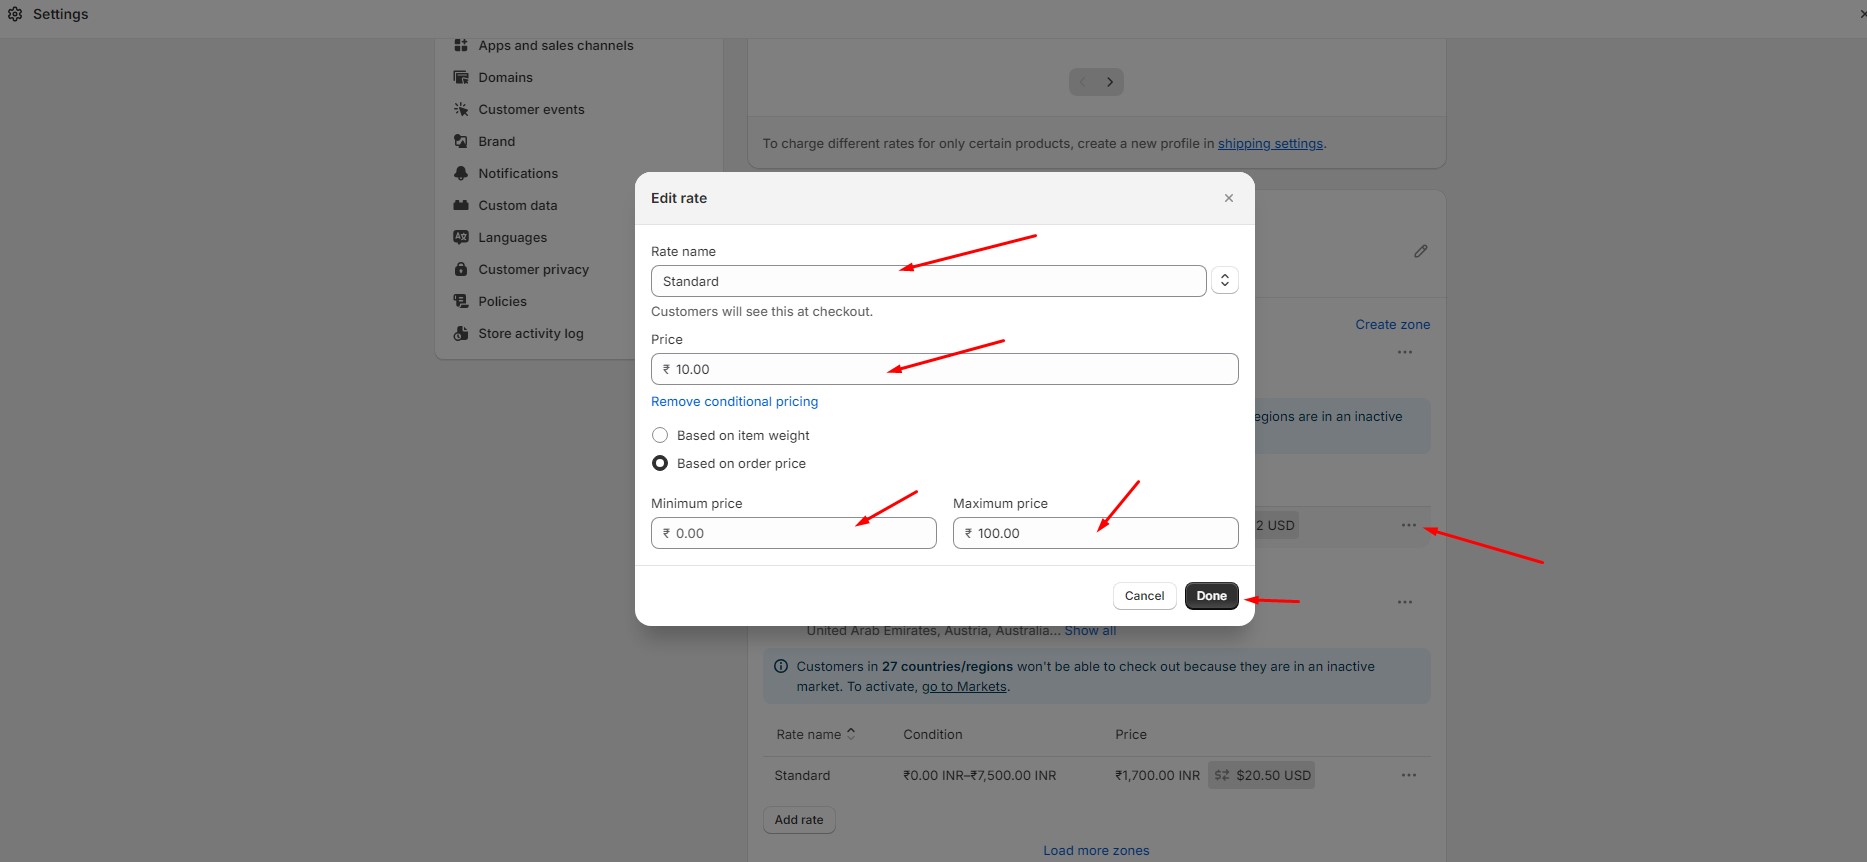 Settings
Apps and sales channels
Domains
Customer events
Brand
Notifications
Custom data
Languages
Customer privacy
Policies
Store activity log
To charge different rates for only certain products, create a new profile in shipping settings.
Edit rate
Rate name
Standard
Customers will see this at checkout.
Price
₹ 10.00
Remove conditional pricing
Based on item weight
Based on order price
Minimum price
Maximum price
₹ 0.00
₹ 100.00
Cancel
Done
Create zone
egions are in an inactive
2 USD
United Arab Emirates, Austria, Australia... Show all
Customers in 27 countries/regions won't be able to check out because they are in an inactive
market. To activate, go to Markets.
Rate name
Condition
Price
Standard
₹0.00 INR–₹7,500.00 INR
₹1,700.00 INR
$20.50 USD
Add rate
Load more zones